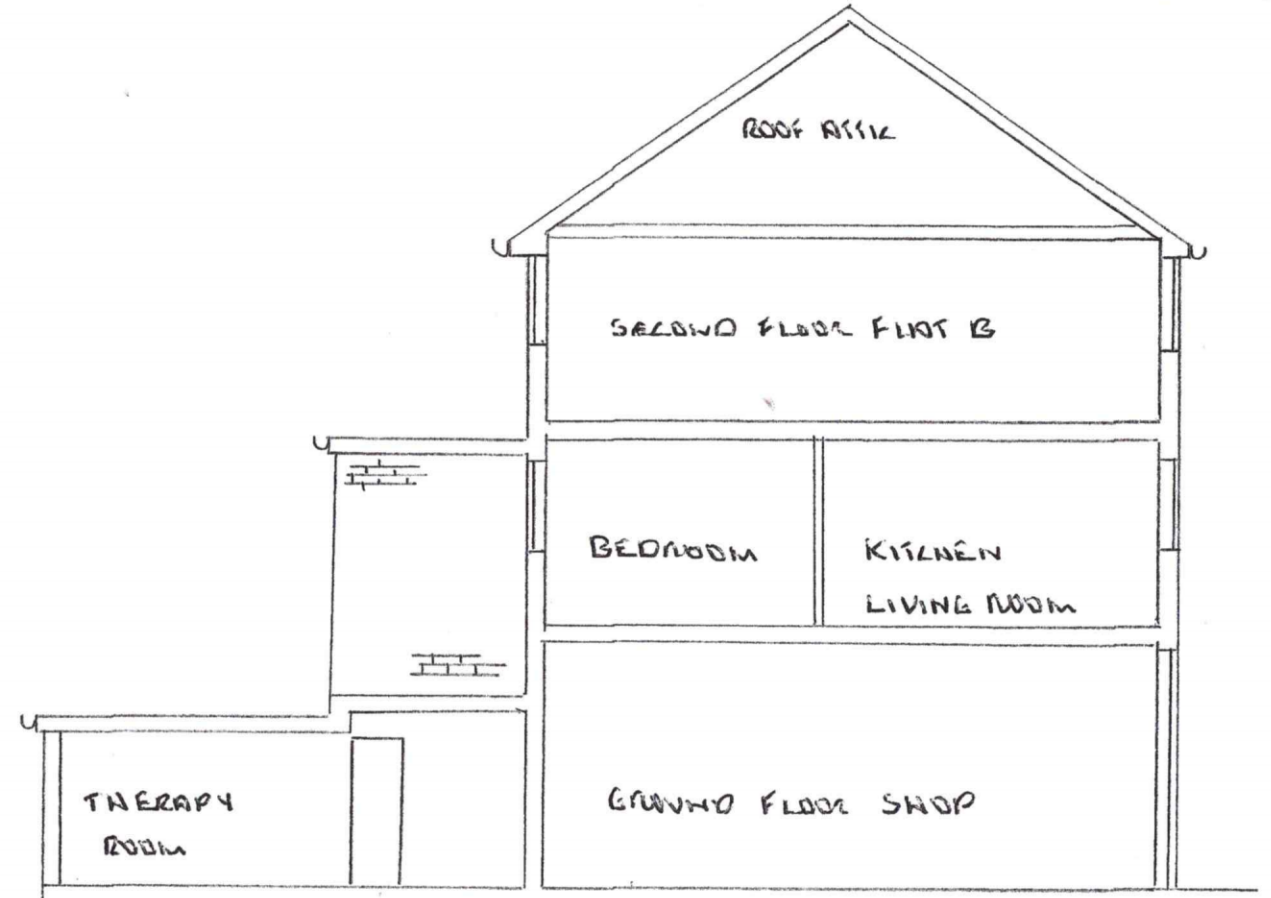 ROOF ATTIC
SECOND FLOOR FLAT B
BEDROOM
KITCHEN
LIVING ROOM
THERAPY
ROOM
GROUND FLOOR SHOP